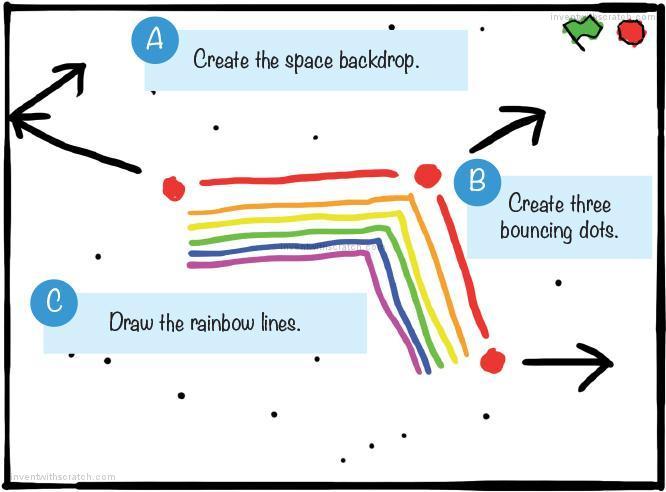 inventwithscratch.com
A
Create the space backdrop.
B
Create three
bouncing dots.
inventwithscratch.com
C
Draw the rainbow lines.
inventwithscratch.com